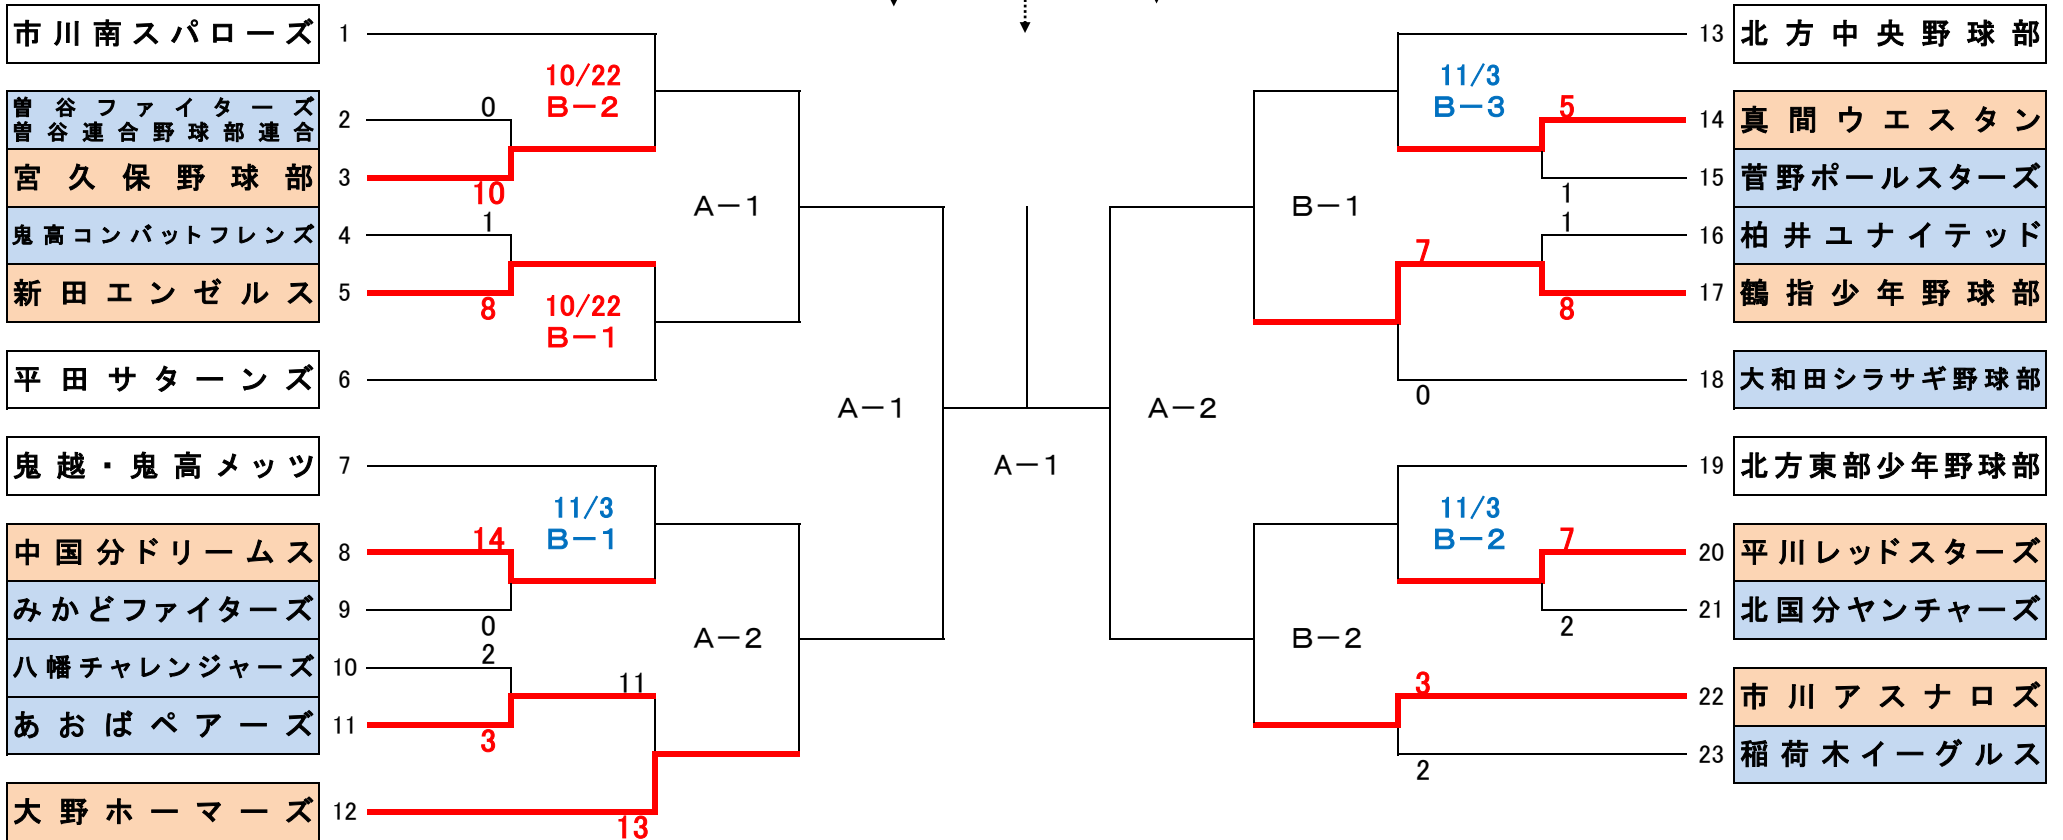 市川南スパローズ 1
曽谷ファイターズ
曽谷連合野球部連合 2 0
宮久保野球部 3 10
10/22
B－2
鬼高コンバットフレンズ 4 1
新田エンゼルス 5 8
10/22
B－1
平田サターンズ 6
A－1
鬼越・鬼高メッツ 7
11/3
B－1
中国分ドリームス 8 14
みかどファイターズ 9 0
八幡チャレンジャーズ 10 2
あおばペアーズ 11 3
11
大野ホーマーズ 12 13
A－2
A－1
A－1
A－2
13 北方中央野球部
11/3
B－3
5 14 真間ウエスタン
1 15 菅野ポールスターズ
B－1
1 16 柏井ユナイテッド
7
8 17 鶴指少年野球部
0 18 大和田シラサギ野球部
19 北方東部少年野球部
11/3
B－2
7 20 平川レッドスターズ
2 21 北国分ヤンチャーズ
B－2
3 22 市川アスナロズ
2 23 稲荷木イーグルス